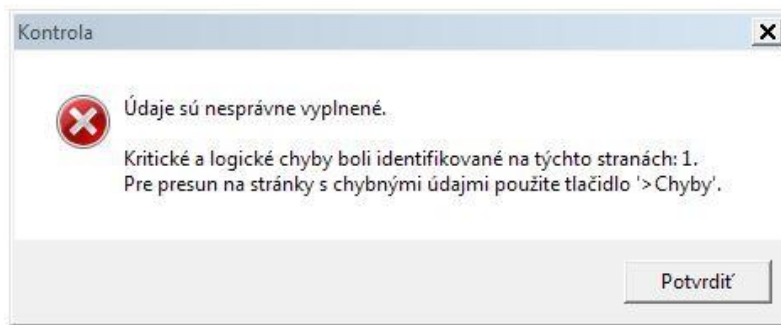 Kontrola
Údaje sú nesprávne vyplnené.
Kritické a logické chyby boli identifikované na týchto stranách: 1.
Pre presun na stránky s chybnými údajmi použite tlačidlo '>Chyby'.
Potvrdiť